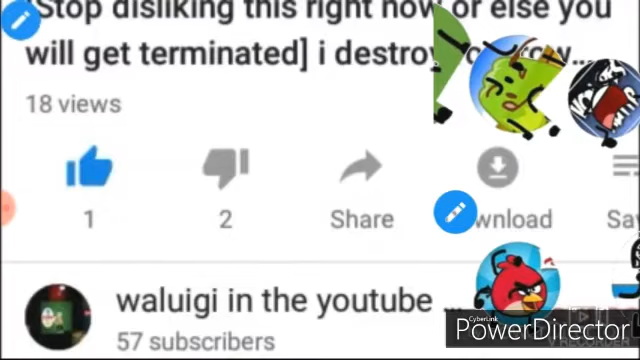 [Stop disliking this right now or else you
will get terminated] i destroy
18 views
1
2
Share
wnload
Sa
waluigi in the youtube ...
57 subscribers
CyberLink
PowerDirector